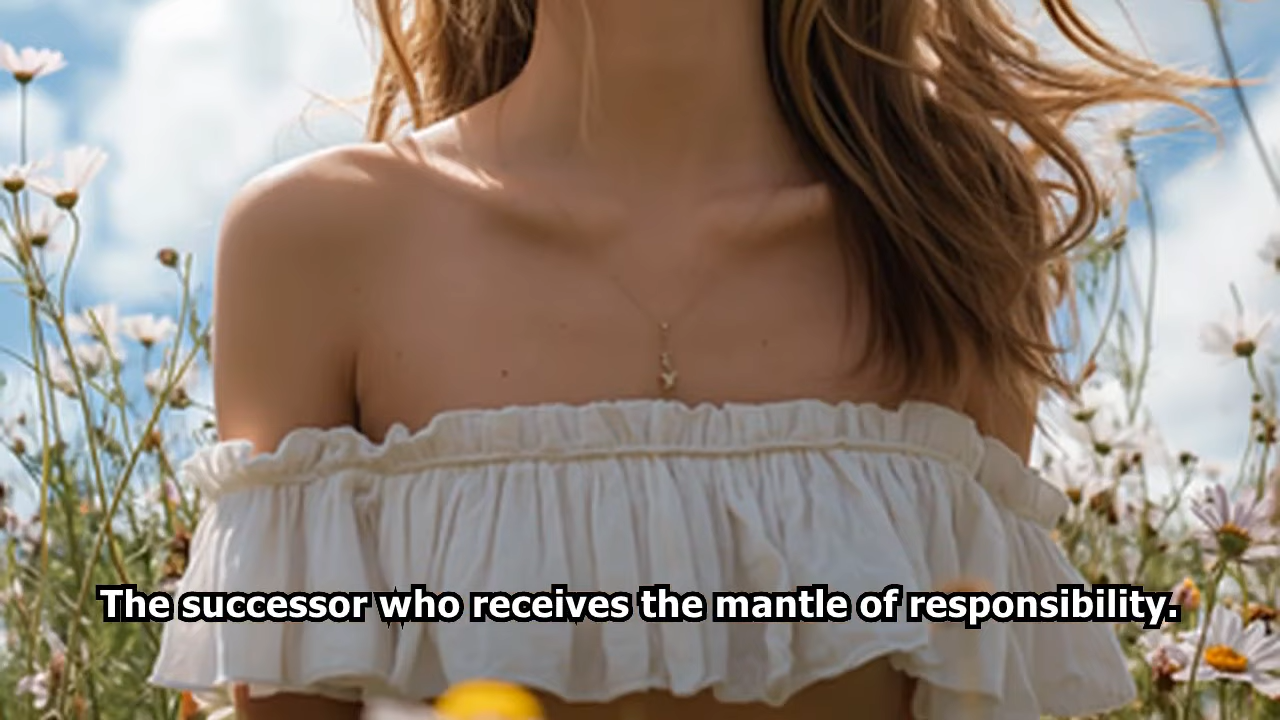 The successor who receives the mantle of responsibility.